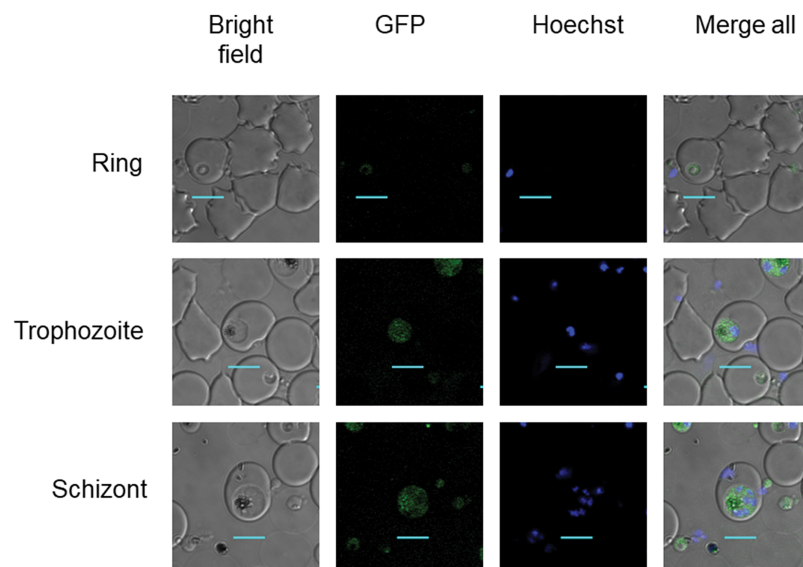 Bright
field
GFP
Hoechst
Merge all
Ring
Trophozoite
Schizont